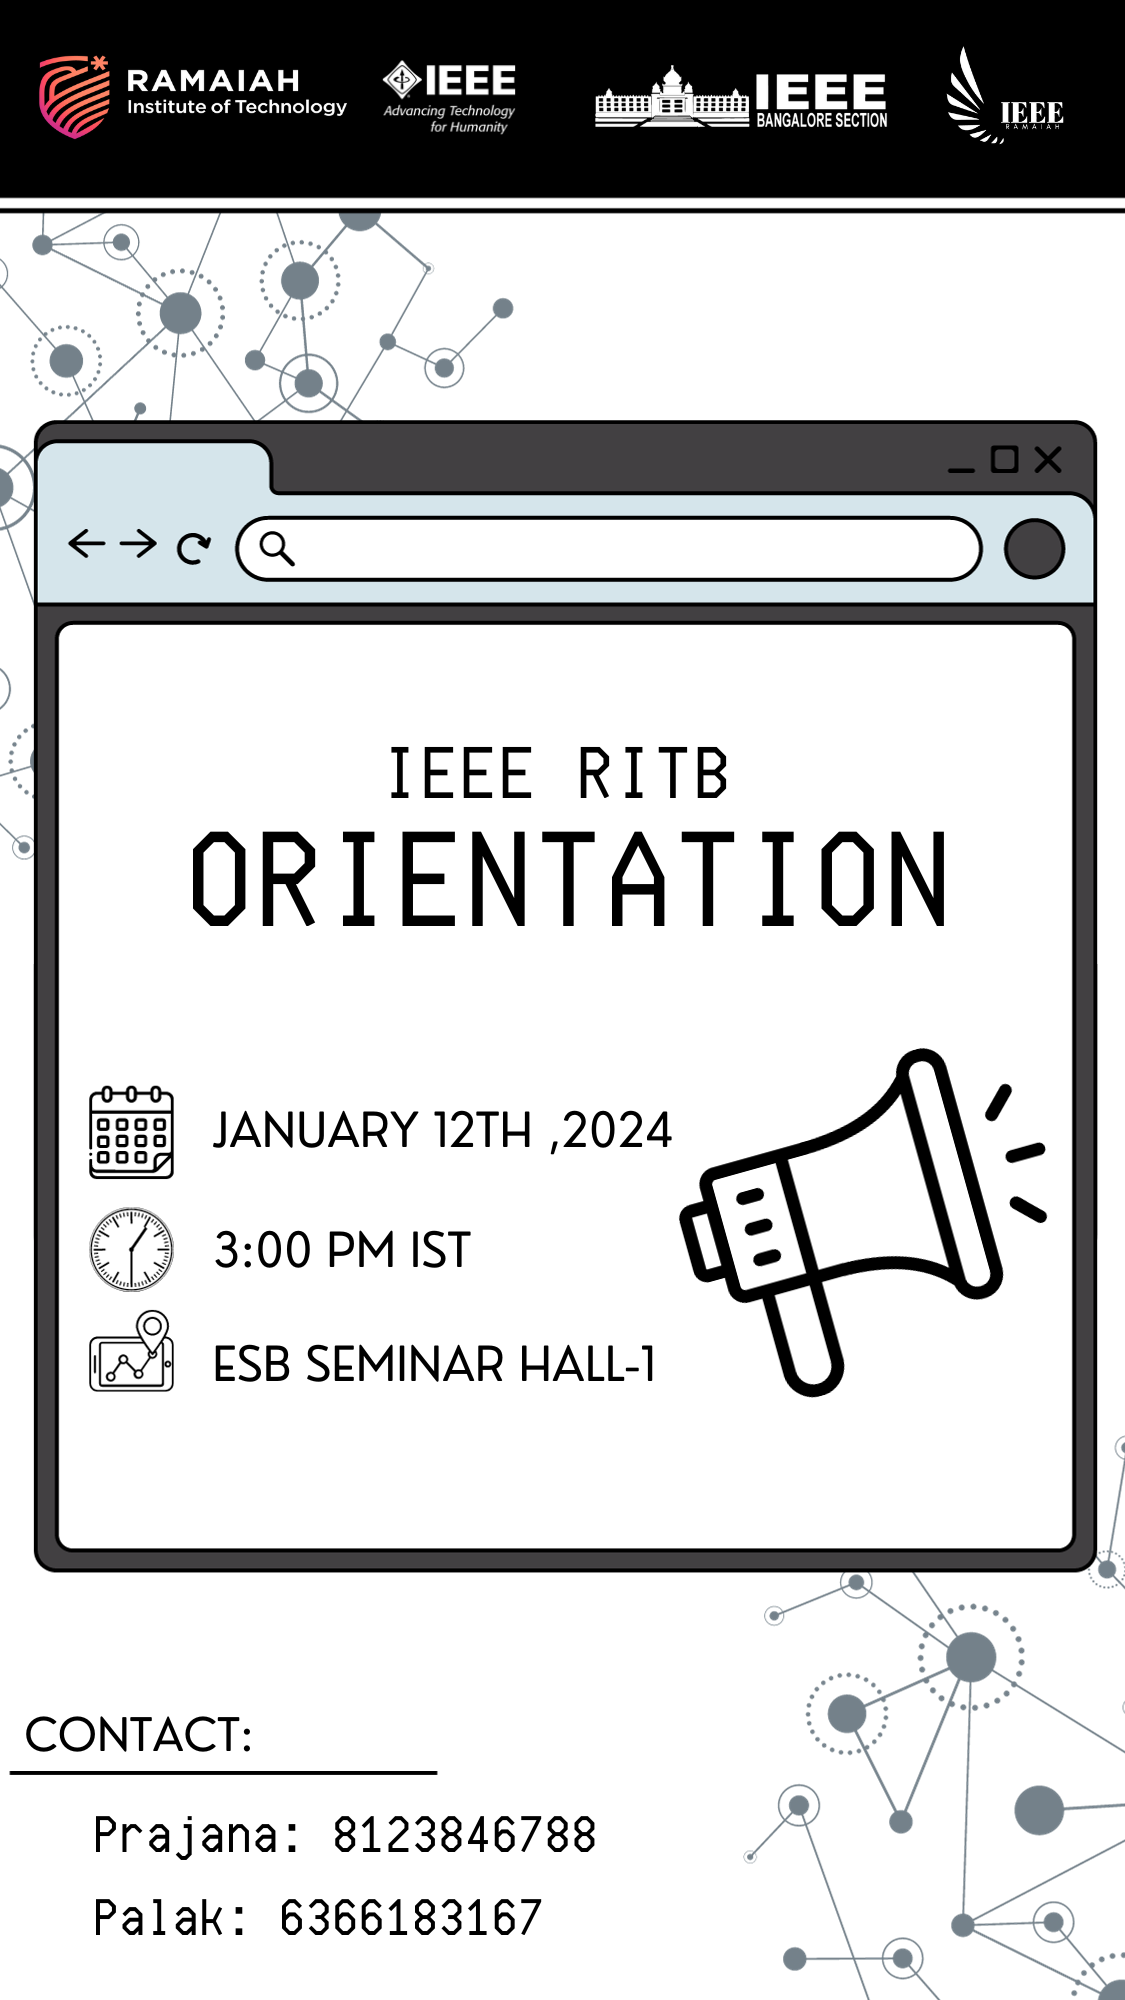 RAMAIAH
Institute of Technology
IEEE
Advancing Technology
for Humanity
IEEE
BANGALORE SECTION
IEEE
RAMAIAH
IEEE RITB
ORIENTATION
JANUARY 12TH ,2024
3:00 PM IST
ESB SEMINAR HALL-1
CONTACT:
Prajana: 8123846788
Palak: 6366183167